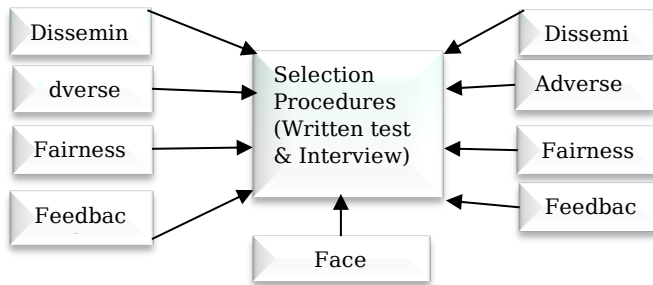 Dissemin
dverse
Fairness
Feedbac
Selection
Procedures
(Written test
& Interview)
Dissemi
Adverse
Fairness
Feedbac
Face